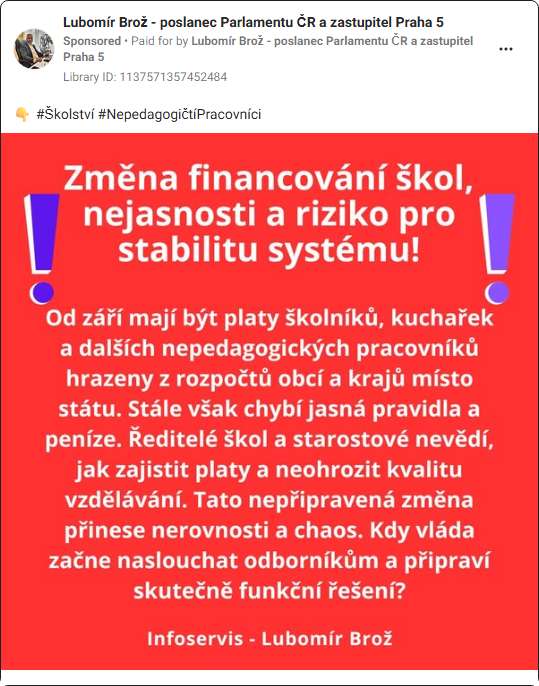 Lubomír Brož - poslanec Parlamentu ČR a zastupitel Praha 5
Sponsored • Paid for by Lubomír Brož - poslanec Parlamentu ČR a zastupitel
Praha 5
Library ID: 1137571357452484
👇 #Školství #NepedagogičtíPracovníci
Změna financování škol,
nejasnosti a riziko pro
stabilitu systému!
Od září mají být platy školníků, kuchařek
a dalších nepedagogických pracovníků
hrazeny z rozpočtů obcí a krajů místo
státu. Stále však chybí jasná pravidla a
peníze. Ředitelé škol a starostové nevědí,
jak zajistit platy a neohrozit kvalitu
vzdělávání. Tato nepřipravená změna
přinese nerovnosti a chaos. Kdy vláda
začne naslouchat odborníkům a připraví
skutečně funkční řešení?
Infoservis - Lubomír Brož